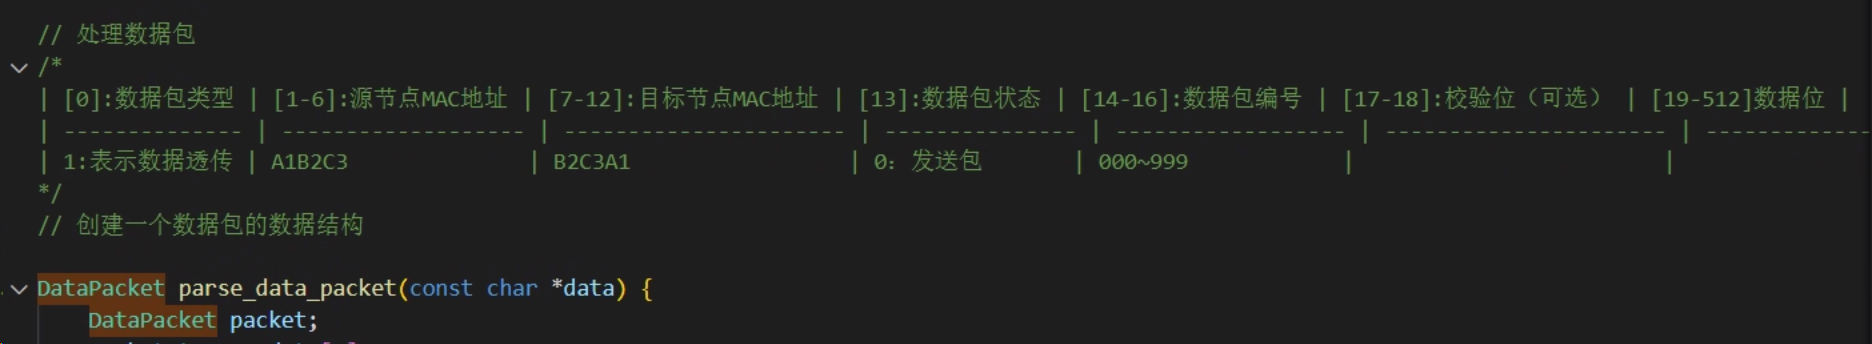 // 处理数据包
/*
| [0]:数据包类型 | [1-6]:源节点MAC地址 | [7-12]:目标节点MAC地址 | [13]:数据包状态 | [14-16]:数据包编号 | [17-18]:校验位（可选） | [19-512]数据位 |
| -------------- | ------------------- | ---------------------- | --------------- | ------------------ | ---------------------- | -------------
| 1:表示数据透传 | A1B2C3 | B2C3A1 | 0: 发送包 | 000~999 | |
*/
// 创建一个数据包的数据结构
DataPacket parse_data_packet(const char *data) {
DataPacket packet;